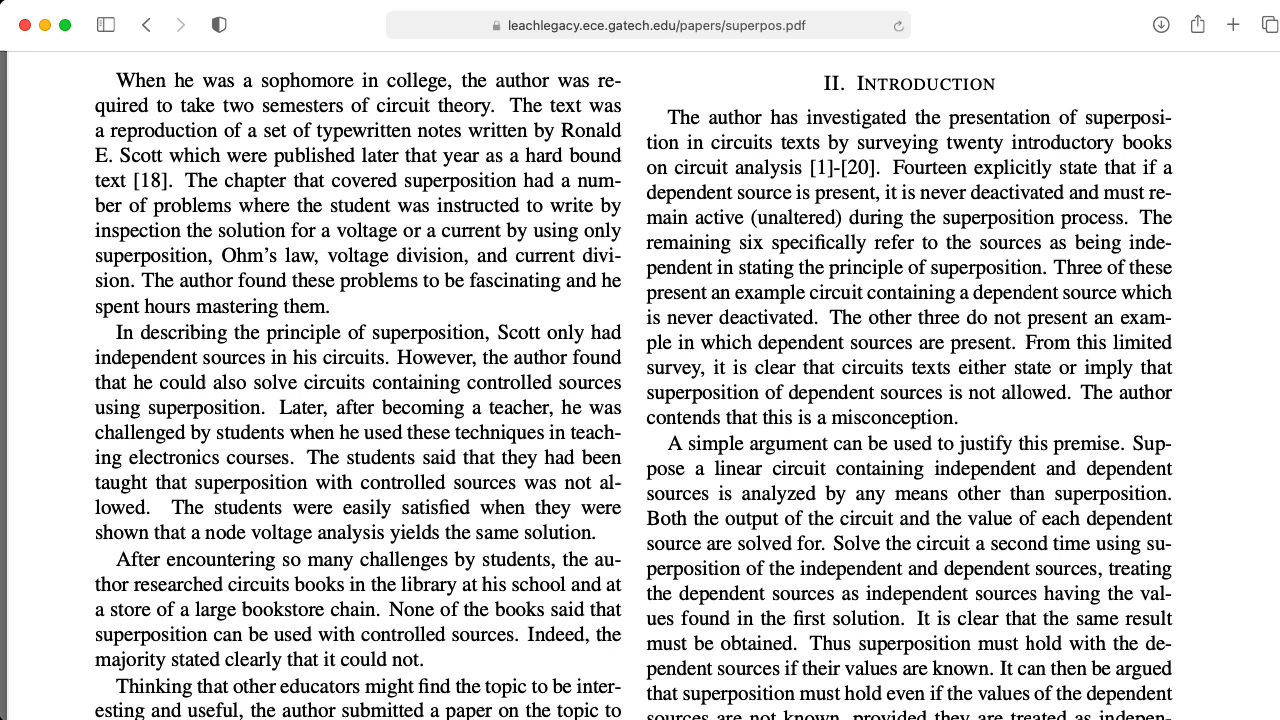 leachlegacy.ece.gatech.edu/papers/superpos.pdf
When he was a sophomore in college, the author was re-
quired to take two semesters of circuit theory. The text was
a reproduction of a set of typewritten notes written by Ronald
E. Scott which were published later that year as a hard bound
text [18]. The chapter that covered superposition had a num-
ber of problems where the student was instructed to write by
inspection the solution for a voltage or a current by using only
superposition, Ohm's law, voltage division, and current divi-
sion. The author found these problems to be fascinating and he
spent hours mastering them.
In describing the principle of superposition, Scott only had
independent sources in his circuits. However, the author found
that he could also solve circuits containing controlled sources
using superposition. Later, after becoming a teacher, he was
challenged by students when he used these techniques in teach-
ing electronics courses. The students said that they had been
taught that superposition with controlled sources was not al-
lowed. The students were easily satisfied when they were
shown that a node voltage analysis yields the same solution.
After encountering so many challenges by students, the au-
thor researched circuits books in the library at his school and at
a store of a large bookstore chain. None of the books said that
superposition can be used with controlled sources. Indeed, the
majority stated clearly that it could not.
Thinking that other educators might find the topic to be inter-
esting and useful, the author submitted a paper on the topic to
II. INTRODUCTION
The author has investigated the presentation of superposi-
tion in circuits texts by surveying twenty introductory books
on circuit analysis [1]-[20]. Fourteen explicitly state that if a
dependent source is present, it is never deactivated and must re-
main active (unaltered) during the superposition process. The
remaining six specifically refer to the sources as being inde-
pendent in stating the principle of superposition. Three of these
present an example circuit containing a dependent source which
is never deactivated. The other three do not present an exam-
ple in which dependent sources are present. From this limited
survey, it is clear that circuits texts either state or imply that
superposition of dependent sources is not allowed. The author
contends that this is a misconception.
A simple argument can be used to justify this premise. Sup-
pose a linear circuit containing independent and dependent
sources is analyzed by any means other than superposition.
Both the output of the circuit and the value of each dependent
source are solved for. Solve the circuit a second time using su-
perposition of the independent and dependent sources, treating
the dependent sources as independent sources having the val-
ues found in the first solution. It is clear that the same result
must be obtained. Thus superposition must hold with the de-
pendent sources if their values are known. It can then be argued
that superposition must hold even if the values of the dependent
sources are not known, provided they are treated as indepen-